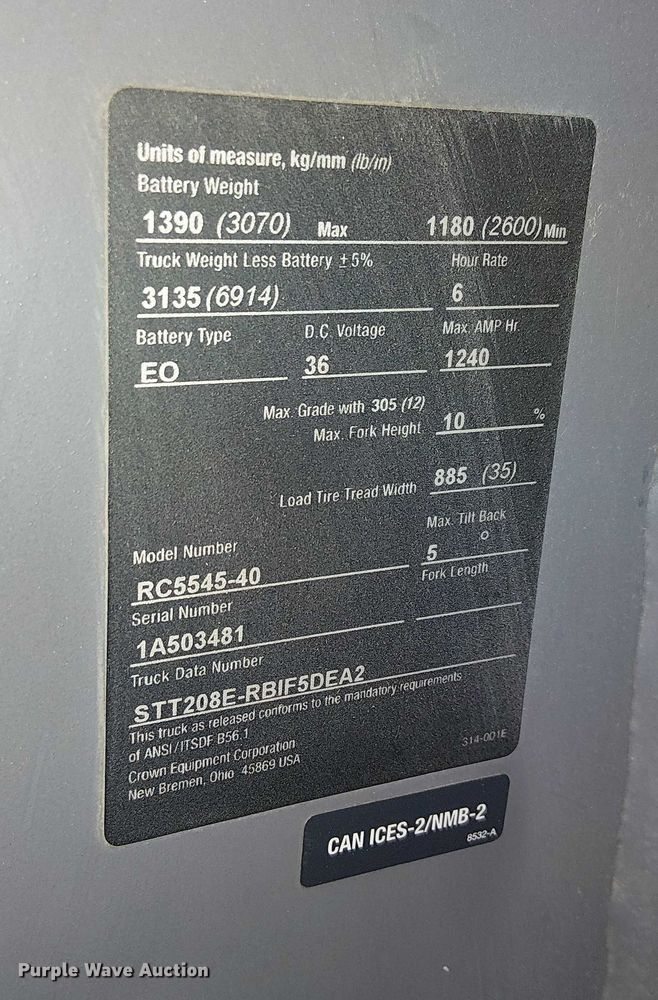 Units of measure, kg/mm (lb/in)
Battery Weight
1390 (3070) Max 1180 (2600) Min
Truck Weight Less Battery ±5% Hour Rate
3135 (6914) 6
Battery Type D.C. Voltage Max. AMP Hr.
EO 36 1240
Max. Grade with 305 (12)
Max. Fork Height 10 %
Load Tire Tread Width 885 (35)
Max. Tilt Back
Model Number 5 °
RC5545-40 Fork Length
Serial Number
1A503481
Truck Data Number
STT208E-RBIF5DEA2
This truck as released conforms to the mandatory requirements
of ANSI/ITSDF B56.1
Crown Equipment Corporation 314-001E
New Bremen, Ohio 45869 USA
CAN ICES-2/NMB-2
8532-A
Purple Wave Auction